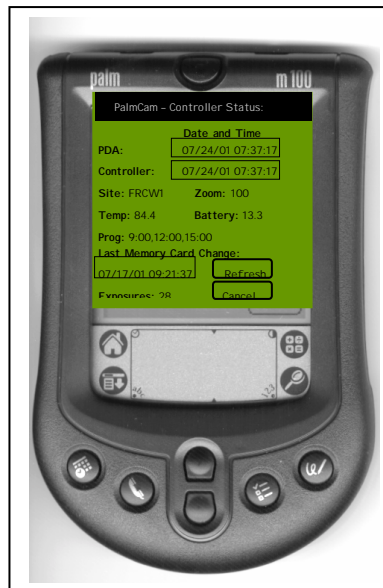 palm m100
PalmCam – Controller Status:
Date and Time
PDA: 07/24/01 07:37:17
Controller: 07/24/01 07:37:17
Site: FRCW1 Zoom: 100
Temp: 84.4 Battery: 13.3
Prog: 9:00,12:00,15:00
Last Memory Card Change:
07/17/01 09:21:37 Refresh
Exposures: 28 Cancel